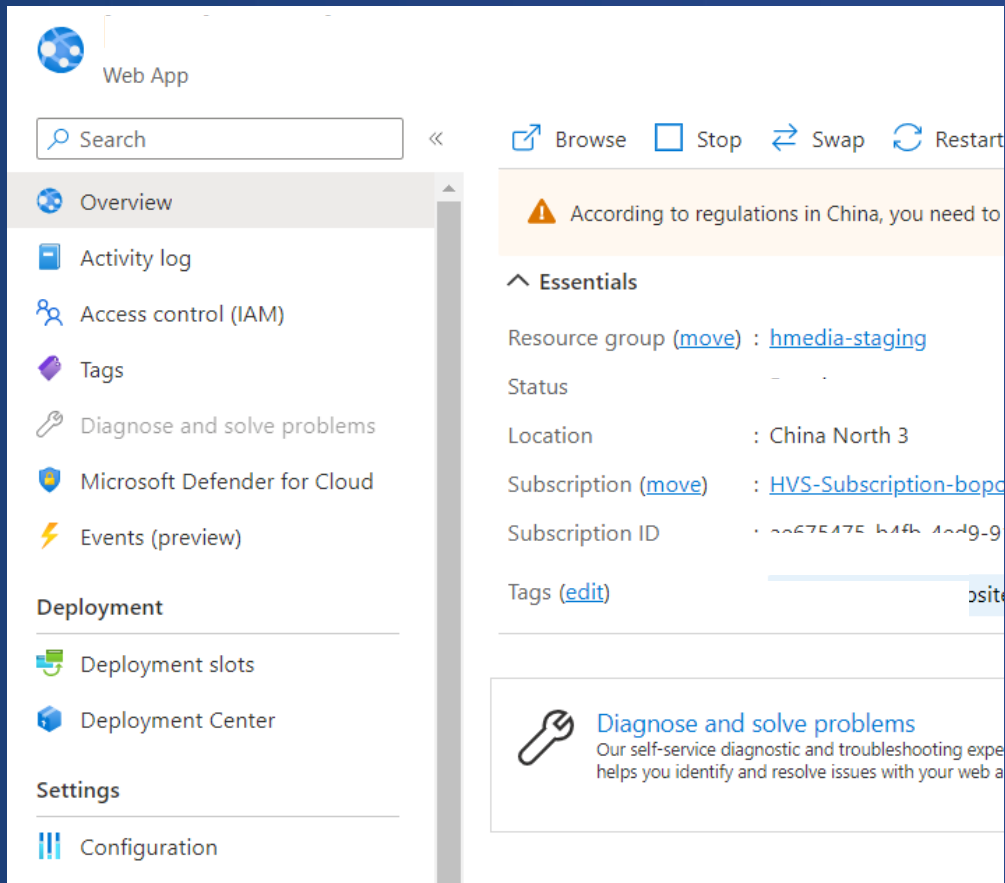 Web App
Search
«
Browse Stop Swap Restart
Overview
According to regulations in China, you need to
Activity log
Essentials
Access control (IAM)
Resource group (move) : hmedia-staging
Tags
Status
Diagnose and solve problems
Location : China North 3
Microsoft Defender for Cloud
Subscription (move) : HVS-Subscription-bopc
Events (preview)
Subscription ID :
Tags (edit)
Deployment
Deployment slots
Deployment Center
Diagnose and solve problems
Our self-service diagnostic and troubleshooting expe
helps you identify and resolve issues with your web a
Settings
Configuration